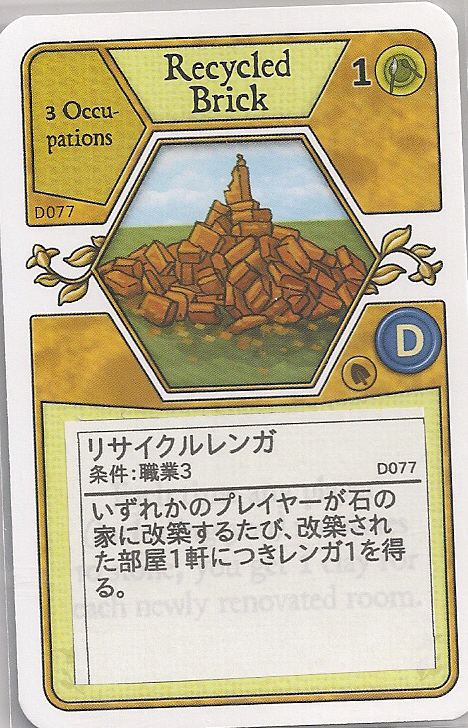 Recycled
Brick
1
3 Occu-
pations
D077
D
リサイクルレンガ
条件:職業3
D077
いずれかのプレイヤーが石の
家に改築するたび、改築され
た部屋1軒につきレンガ1を得
る。
each newly renovated room.